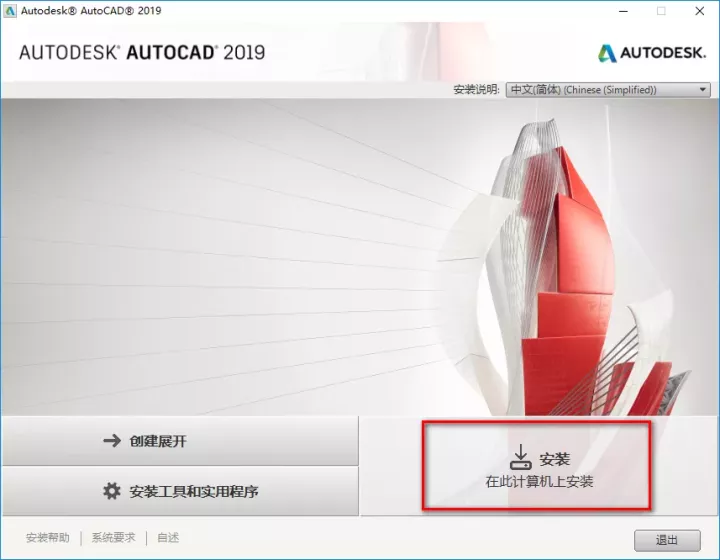 Autodesk® AutoCAD® 2019
AUTODESK® AUTOCAD® 2019
AUTODESK.
安装说明: 中文(简体) (Chinese (Simplified))
创建展开
安装工具和实用程序
安装
在此计算机上安装
安装帮助 | 系统要求 | 自述
退出